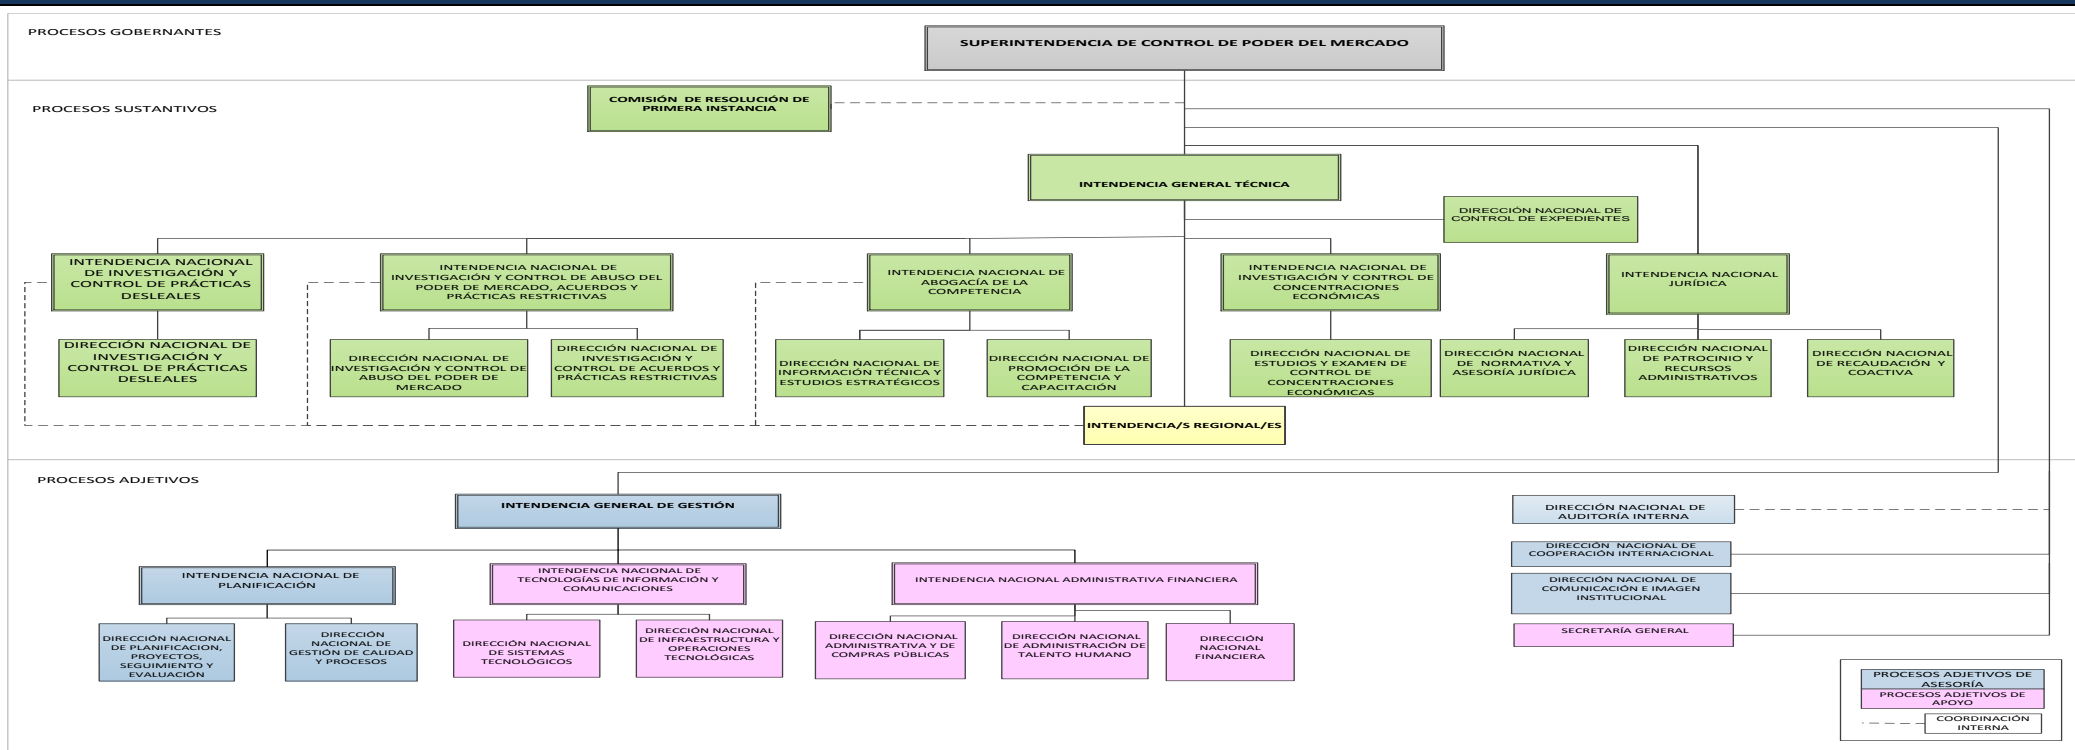 PROCESOS GOBERNANTES
SUPERINTENDENCIA DE CONTROL DE PODER DEL MERCADO
PROCESOS SUSTANTIVOS
COMISIÓN DE RESOLUCIÓN DE
PRIMERA INSTANCIA
INTENDENCIA GENERAL TÉCNICA
DIRECCIÓN NACIONAL DE
CONTROL DE EXPEDIENTES
INTENDENCIA NACIONAL
DE INVESTIGACIÓN Y
CONTROL DE PRÁCTICAS
DESLEALES
INTENDENCIA NACIONAL DE
INVESTIGACIÓN Y CONTROL DE ABUSO DEL
PODER DE MERCADO, ACUERDOS Y
PRÁCTICAS RESTRICTIVAS
INTENDENCIA NACIONAL DE
ABOGACÍA DE LA
COMPETENCIA
INTENDENCIA NACIONAL DE
INVESTIGACIÓN Y CONTROL DE
CONCENTRACIONES
ECONÓMICAS
INTENDENCIA NACIONAL
JURÍDICA
DIRECCIÓN NACIONAL DE
INVESTIGACIÓN Y
CONTROL DE PRÁCTICAS
DESLEALES
DIRECCIÓN NACIONAL DE
INVESTIGACIÓN Y CONTROL DE
ABUSO DEL PODER DE
MERCADO
DIRECCIÓN NACIONAL DE
INVESTIGACIÓN Y
CONTROL DE ACUERDOS Y
PRÁCTICAS RESTRICTIVAS
DIRECCIÓN NACIONAL DE
INFORMACIÓN TÉCNICA Y
ESTUDIOS ESTRATÉGICOS
DIRECCIÓN NACIONAL DE
PROMOCIÓN DE LA
COMPETENCIA Y
CAPACITACIÓN
DIRECCIÓN NACIONAL DE
ESTUDIOS Y EXAMEN DE
CONTROL DE
CONCENTRACIONES
ECONÓMICAS
DIRECCIÓN NACIONAL
DE NORMATIVA Y
ASESORÍA JURÍDICA
DIRECCIÓN NACIONAL
DE PATROCINIO Y
RECURSOS
ADMINISTRATIVOS
DIRECCIÓN NACIONAL
DE RECAUDACIÓN Y
COACTIVA
INTENDENCIA/S REGIONAL/ES
PROCESOS ADJETIVOS
INTENDENCIA GENERAL DE GESTIÓN
INTENDENCIA NACIONAL DE
PLANIFICACIÓN
INTENDENCIA NACIONAL DE
TECNOLOGÍAS DE INFORMACIÓN Y
COMUNICACIONES
INTENDENCIA NACIONAL ADMINISTRATIVA FINANCIERA
DIRECCIÓN NACIONAL
DE PLANIFICACION,
PROYECTOS,
SEGUIMIENTO Y
EVALUACIÓN
DIRECCIÓN
NACIONAL DE
GESTIÓN DE CALIDAD
Y PROCESOS
DIRECCIÓN NACIONAL
DE SISTEMAS
TECNOLÓGICOS
DIRECCIÓN NACIONAL
DE INFRAESTRUCTURA Y
OPERACIONES
TECNOLÓGICAS
DIRECCIÓN NACIONAL
ADMINISTRATIVA Y DE
COMPRAS PÚBLICAS
DIRECCIÓN NACIONAL
DE ADMINISTRACIÓN DE
TALENTO HUMANO
DIRECCIÓN
NACIONAL
FINANCIERA
DIRECCIÓN NACIONAL DE
AUDITORÍA INTERNA
DIRECCIÓN NACIONAL DE
COOPERACIÓN INTERNACIONAL
DIRECCIÓN NACIONAL DE
COMUNICACIÓN E IMAGEN
INSTITUCIONAL
SECRETARÍA GENERAL
PROCESOS ADJETIVOS DE
ASESORÍA
PROCESOS ADJETIVOS DE
APOYO
COORDINACIÓN
INTERNA